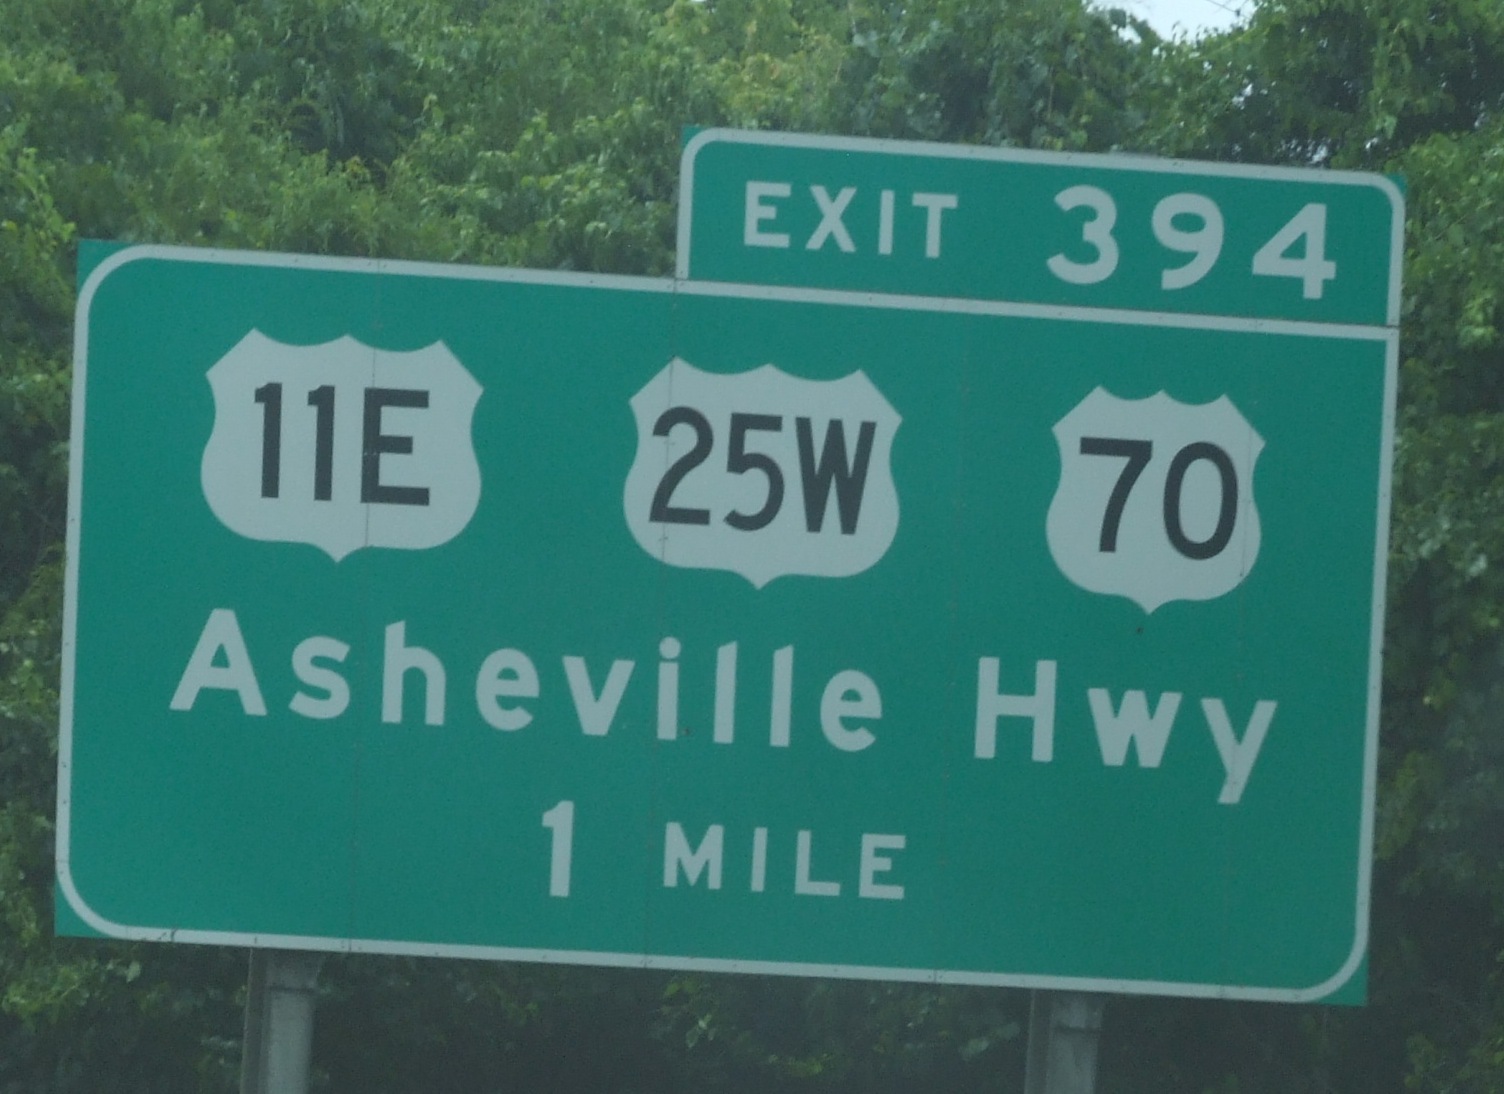 EXIT 394
11E 25W 70
Asheville Hwy
1 MILE